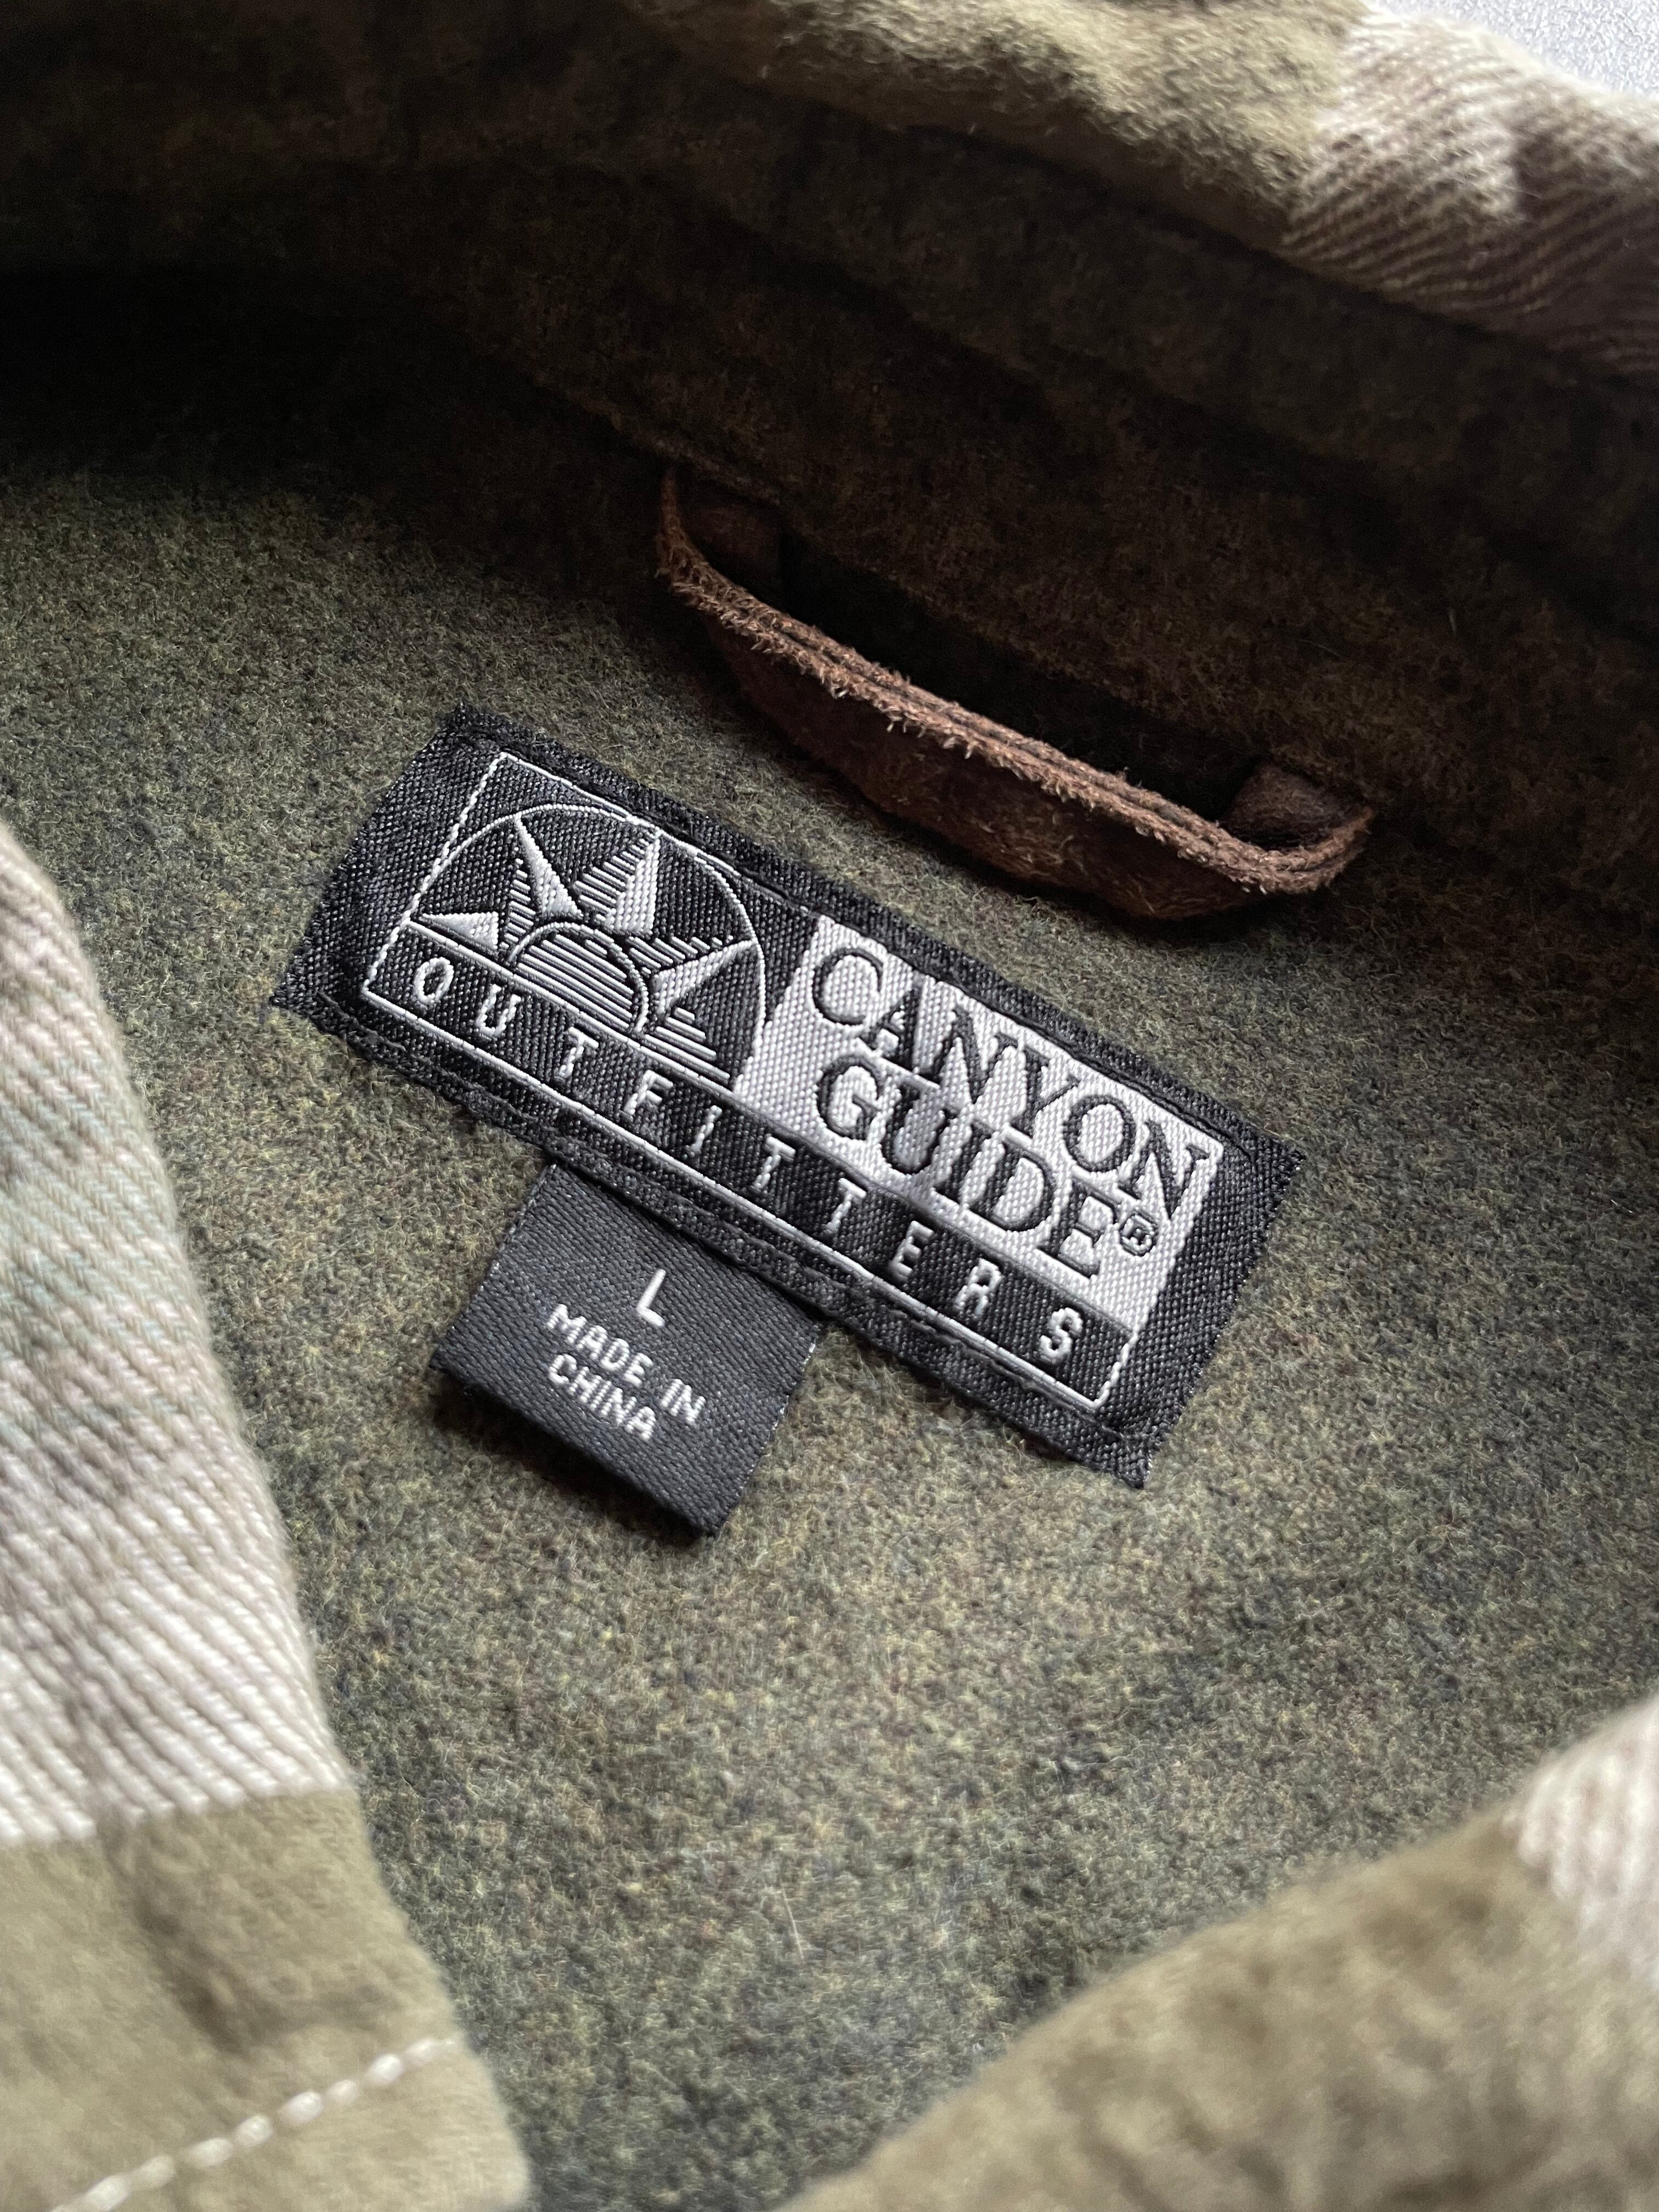 CANYON
GUIDE®
OUTFITTERS
L
MADE IN
CHINA